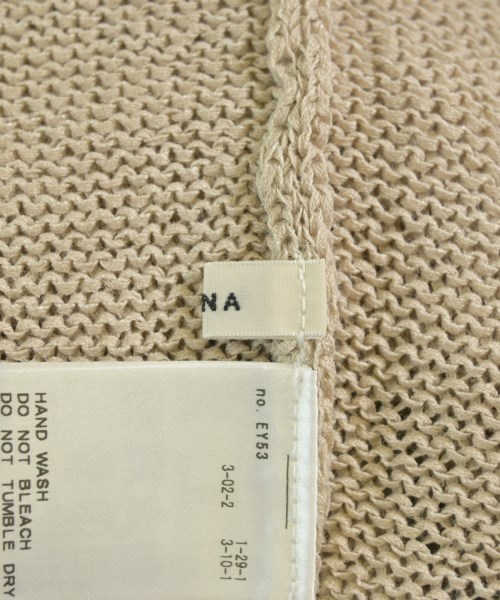 NA
no. EY53
3-02-2
1-29-1
3-10-1
HAND WASH
DO NOT BLEACH
DO NOT TUMBLE DRY